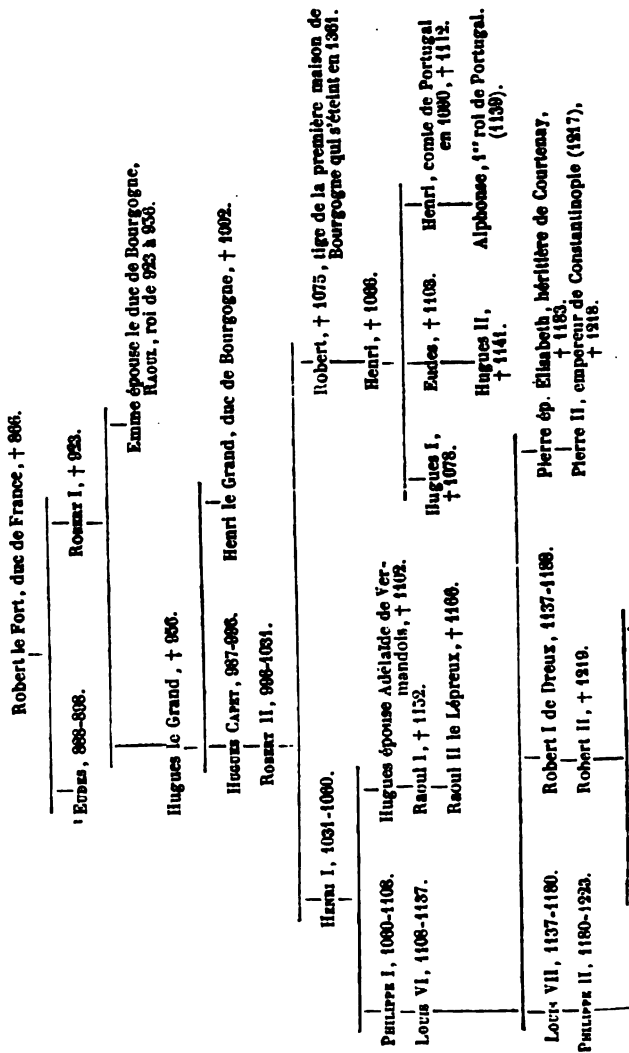 Robert le Fort, duc de France, † 866.
EUDES, 888-898.
ROBERT I, † 923.
Hugues le Grand, † 956.
Emme épouse le duc de Bourgogne,
RAOUL, roi de 923 à 936.
HUGUES CAPET, 987-996.
Henri le Grand, duc de Bourgogne, † 1002.
ROBERT II, 996-1031.
HENRI I, 1031-1060.
Robert, † 1075, tige de la première maison de
Bourgogne qui s'éteint en 1361.
Henri, † 1066.
PHILIPPE I, 1060-1108.
Hugues épouse Adélaïde de Ver-
mandois, † 1102.
Hugues I,
† 1078.
Eudes, † 1103.
Henri, comte de Portugal
en 1090, † 1112.
LOUIS VI, 1108-1137.
Raoul I, † 1152.
Hugues II,
† 1141.
Alphonse, 1er roi de Portugal.
(1139).
Raoul II le Lépreux, † 1166.
LOUIS VII, 1137-1180.
Robert I de Dreux, 1137-1188.
Pierre ép. Élisabeth, héritière de Courtenay,
† 1183.
PHILIPPE II, 1180-1223.
Robert II, † 1219.
Pierre II, empereur de Constantinople (1217),
† 1218.